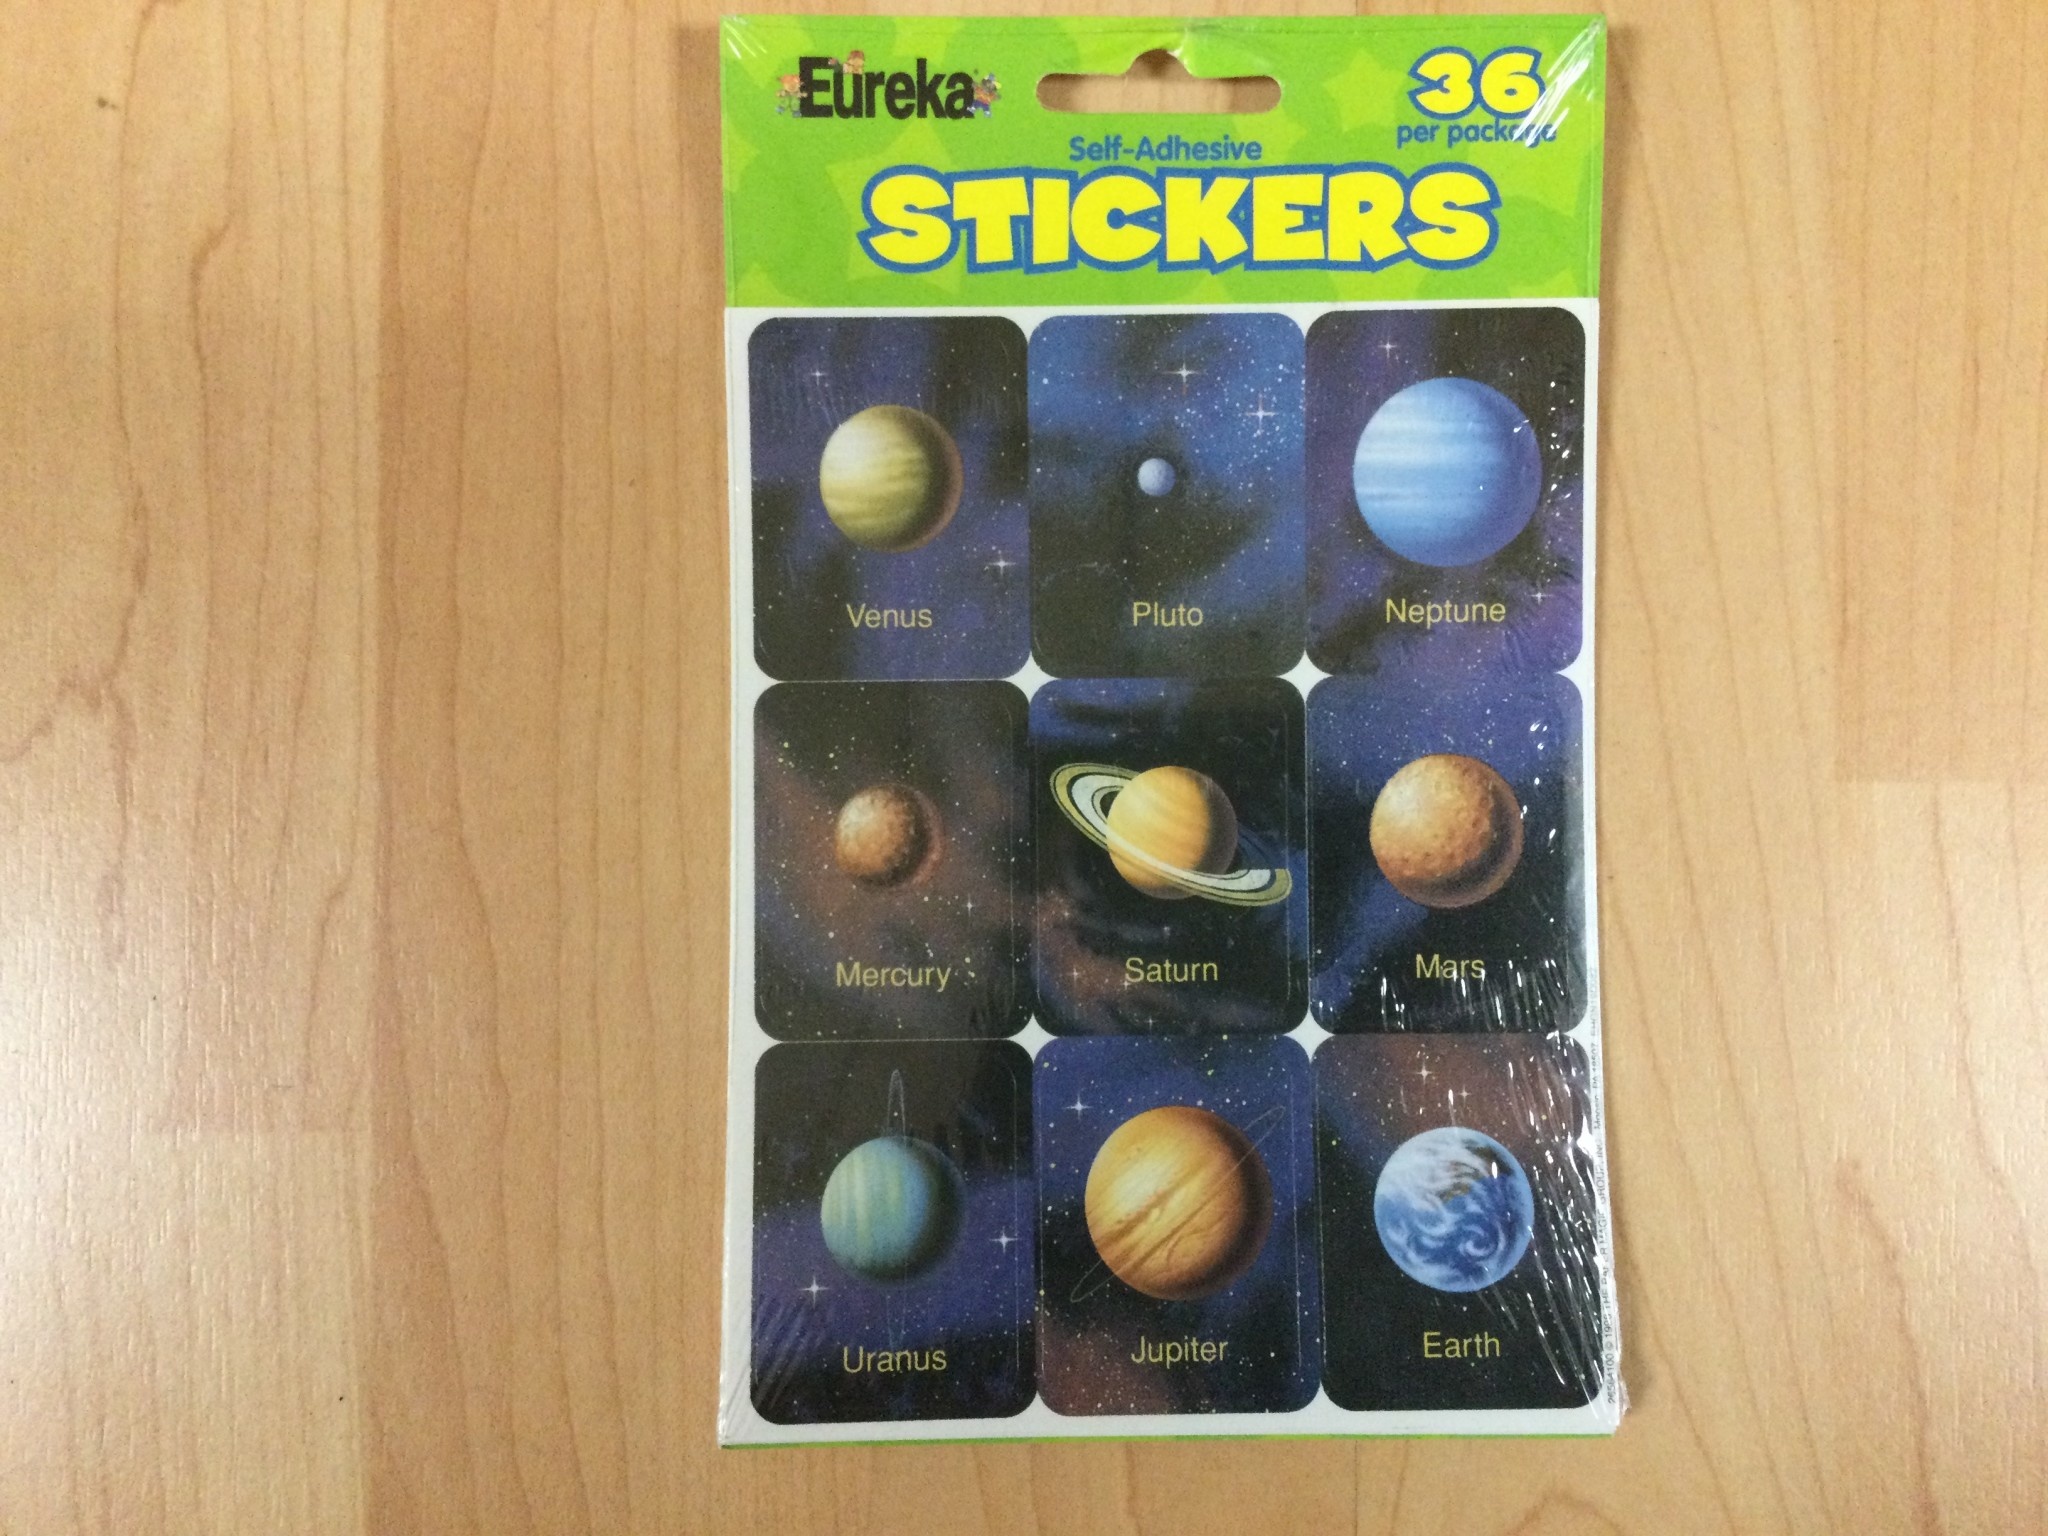 Eureka
36
per package
Self-Adhesive
STICKERS
Venus
Pluto
Neptune
Mercury
Saturn
Mars
Uranus
Jupiter
Earth